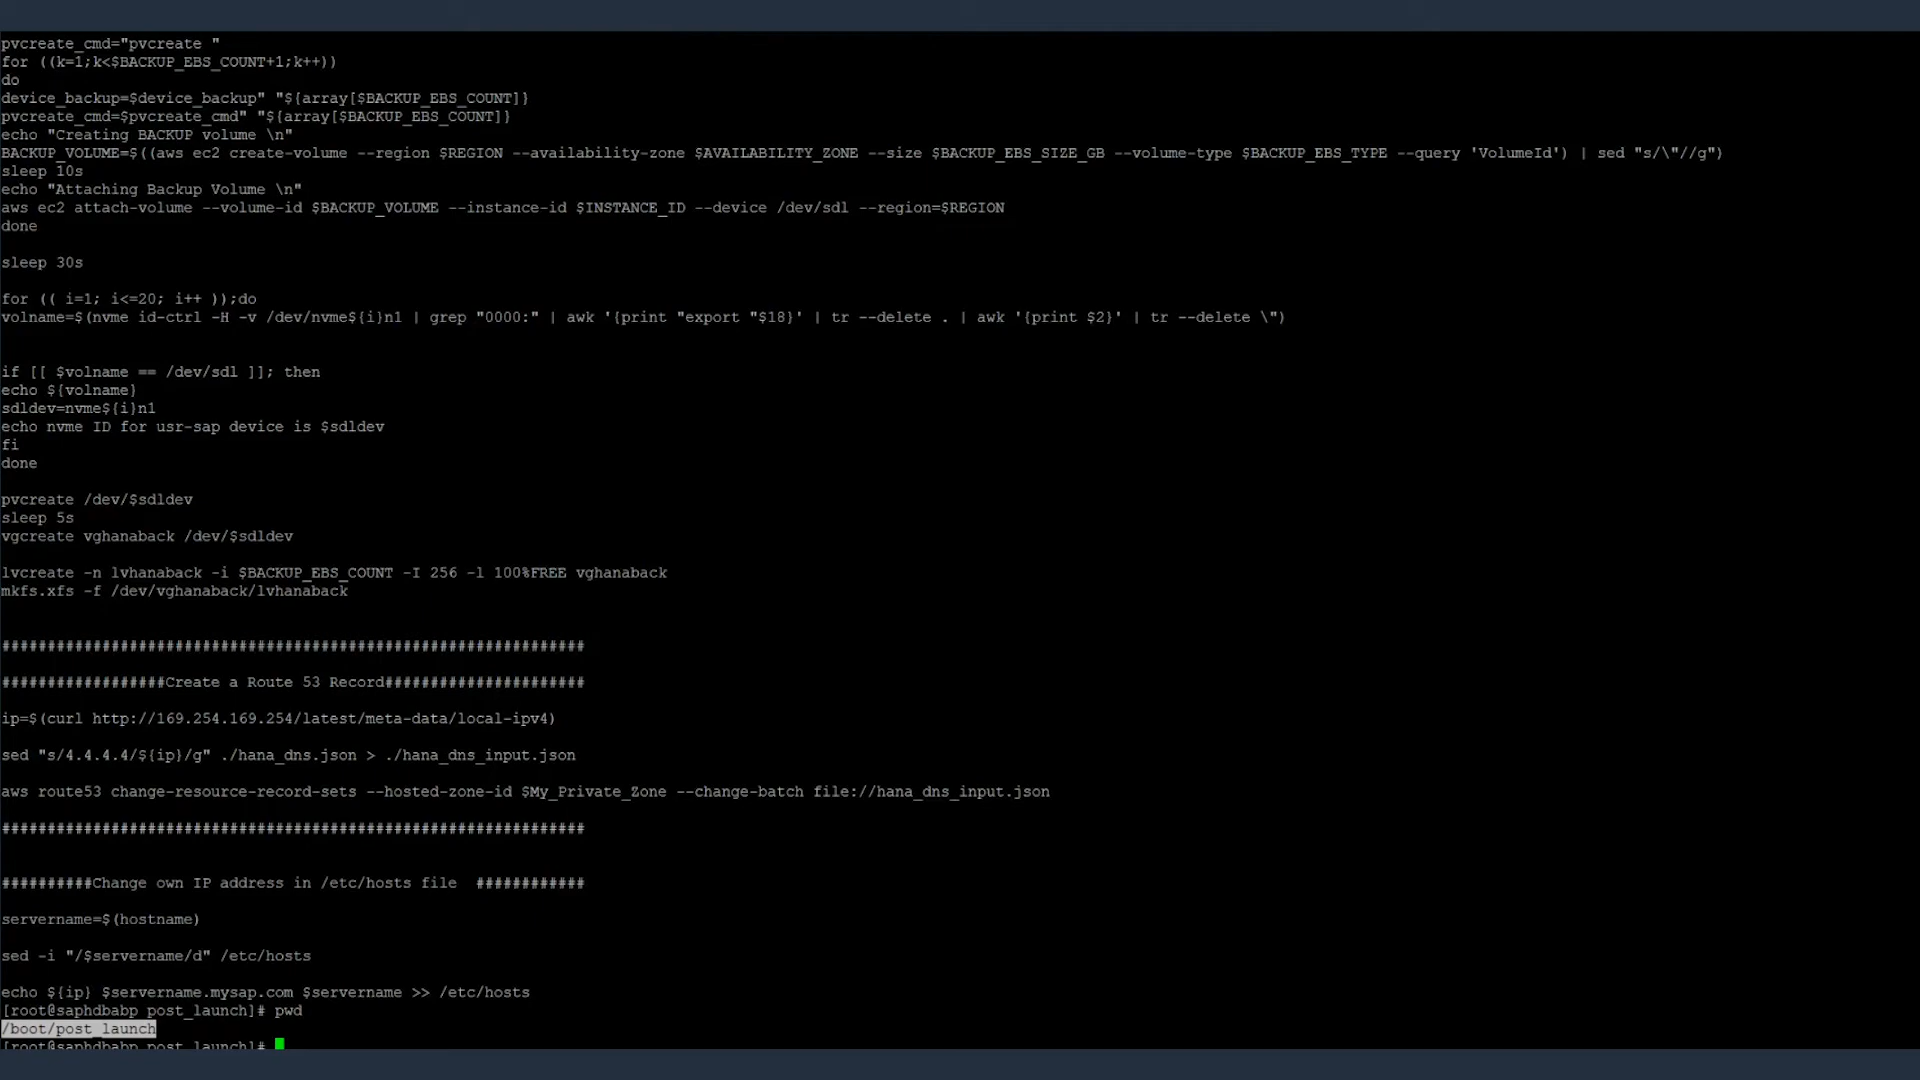 pvcreate_cmd="pvcreate "
for ((k=1;k<$BACKUP_EBS_COUNT+1;k++))
do
device_backup=$device_backup" "${array[$BACKUP_EBS_COUNT]}
pvcreate_cmd=$pvcreate_cmd" "${array[$BACKUP_EBS_COUNT]}
echo "Creating BACKUP volume \n"
BACKUP_VOLUME=$((aws ec2 create-volume --region $REGION --availability-zone $AVAILABILITY_ZONE --size $BACKUP_EBS_SIZE_GB --volume-type $BACKUP_EBS_TYPE --query 'VolumeId') | sed "s/\"//g")
sleep 10s
echo "Attaching Backup Volume \n"
aws ec2 attach-volume --volume-id $BACKUP_VOLUME --instance-id $INSTANCE_ID --device /dev/sdl --region=$REGION
done
sleep 30s
for (( i=1; i<=20; i++ ));do
volname=$(nvme id-ctrl -H -v /dev/nvme${i}n1 | grep "0000:" | awk '{print "export "$18}' | tr --delete . | awk '{print $2}' | tr --delete \")
if [[ $volname == /dev/sdl ]]; then
echo ${volname}
sdldev=nvme${i}n1
echo nvme ID for usr-sap device is $sdldev
fi
done
pvcreate /dev/$sdldev
sleep 5s
vgcreate vghanaback /dev/$sdldev
lvcreate -n lvhanaback -i $BACKUP_EBS_COUNT -I 256 -l 100%FREE vghanaback
mkfs.xfs -f /dev/vghanaback/lvhanaback
################################################################
##################Create a Route 53 Record######################
ip=$(curl http://169.254.169.254/latest/meta-data/local-ipv4)
sed "s/4.4.4.4/${ip}/g" ./hana_dns.json > ./hana_dns_input.json
aws route53 change-resource-record-sets --hosted-zone-id $My_Private_Zone --change-batch file://hana_dns_input.json
################################################################
##########Change own IP address in /etc/hosts file  ############
servername=$(hostname)
sed -i "/$servername/d" /etc/hosts
echo ${ip} $servername.mysap.com $servername >> /etc/hosts
[root@saphdbabp post_launch]# pwd
/boot/post_launch
[root@saphdbabp post_launch]#